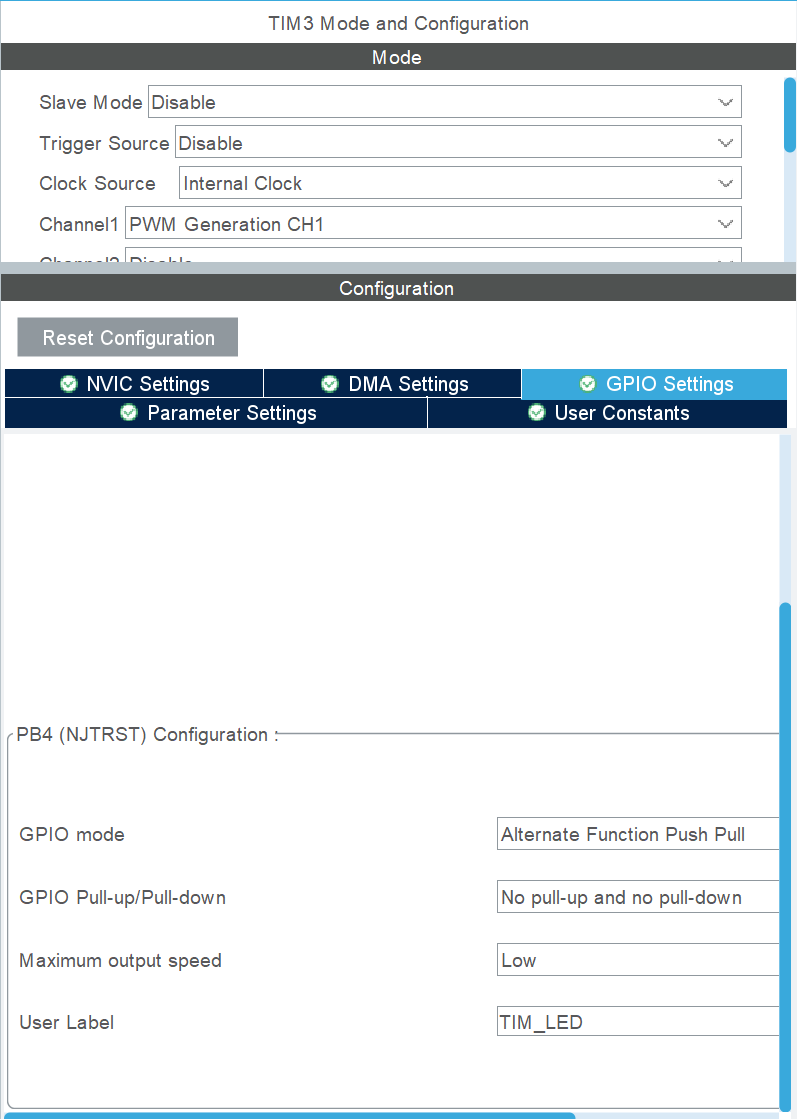 TIM3 Mode and Configuration
Mode
Slave Mode Disable
Trigger Source Disable
Clock Source Internal Clock
Channel1 PWM Generation CH1
Channel2 Disable
Configuration
Reset Configuration
NVIC Settings DMA Settings GPIO Settings
Parameter Settings User Constants
PB4 (NJTRST) Configuration :
GPIO mode Alternate Function Push Pull
GPIO Pull-up/Pull-down No pull-up and no pull-down
Maximum output speed Low
User Label TIM_LED